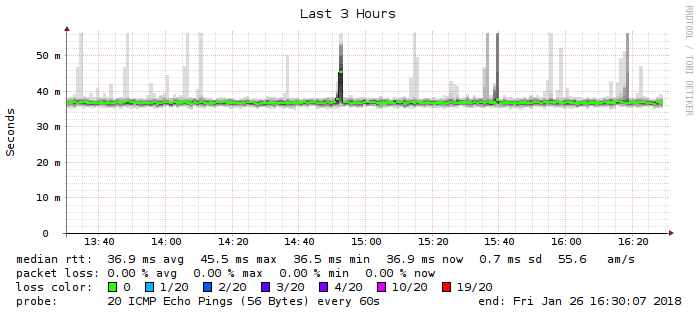 Last 3 Hours
RRDTOOL / TOBI OETIKER
Seconds
50 m
40 m
30 m
20 m
10 m
0
13:40 14:00 14:20 14:40 15:00 15:20 15:40 16:00 16:20
median rtt: 36.9 ms avg 45.5 ms max 36.5 ms min 36.9 ms now 0.7 ms sd 55.6 am/s
packet loss: 0.00 % avg 0.00 % max 0.00 % min 0.00 % now
loss color: 0 1/20 2/20 3/20 4/20 10/20 19/20
probe: 20 ICMP Echo Pings (56 Bytes) every 60s end: Fri Jan 26 16:30:07 2018